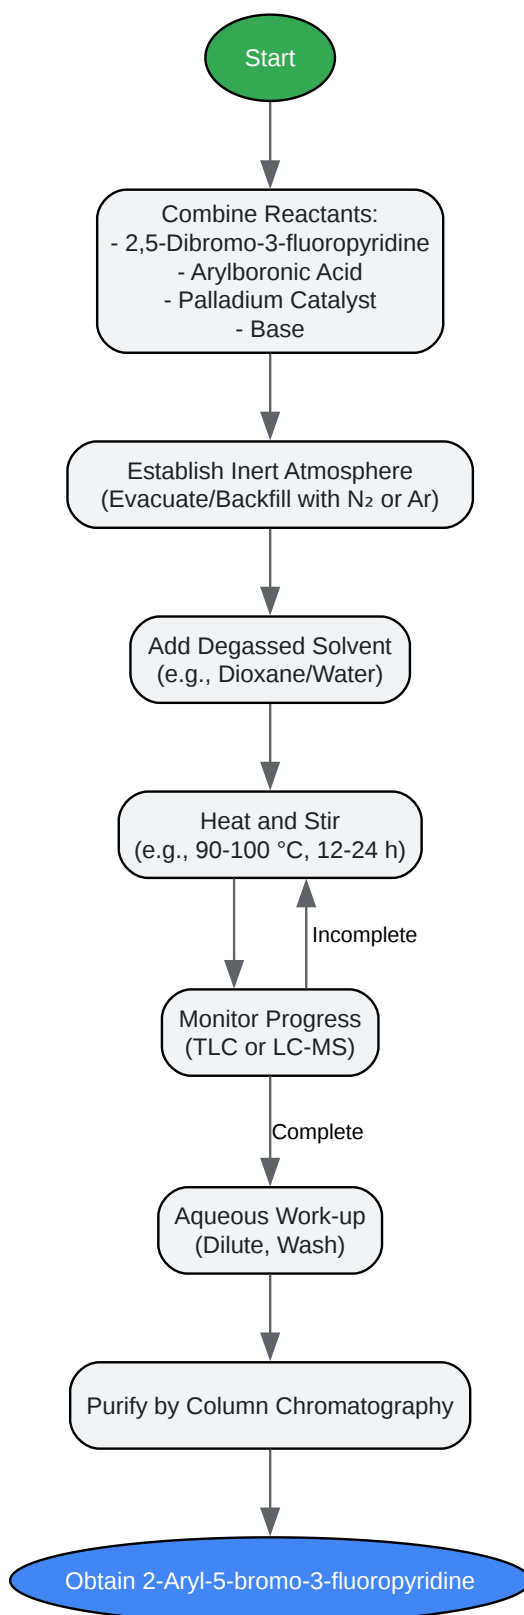 Start
Combine Reactants:
- 2,5-Dibromo-3-fluoropyridine
- Arylboronic Acid
- Palladium Catalyst
- Base
Establish Inert Atmosphere
(Evacuate/Backfill with N₂ or Ar)
Add Degassed Solvent
(e.g., Dioxane/Water)
Heat and Stir
(e.g., 90-100 °C, 12-24 h)
Incomplete
Monitor Progress
(TLC or LC-MS)
Complete
Aqueous Work-up
(Dilute, Wash)
Purify by Column Chromatography
Obtain 2-Aryl-5-bromo-3-fluoropyridine